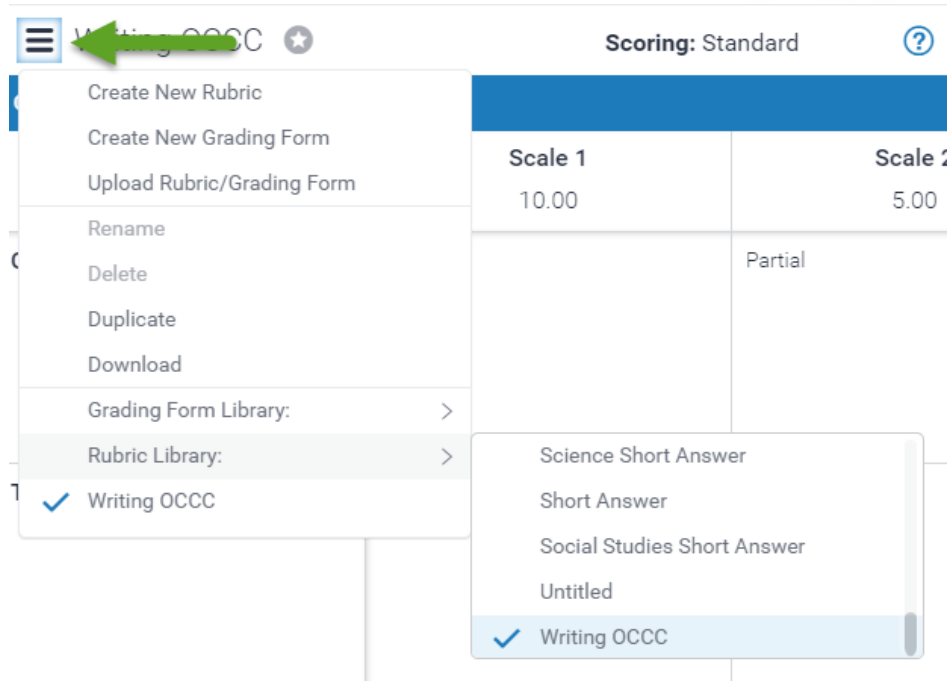 Writing OCCC
Scoring: Standard
?
Create New Rubric
Create New Grading Form
Upload Rubric/Grading Form
Rename
Delete
Duplicate
Download
Grading Form Library:
Rubric Library:
Writing OCCC
Scale 1
10.00
Scale 2
5.00
Partial
Science Short Answer
Short Answer
Social Studies Short Answer
Untitled
Writing OCCC